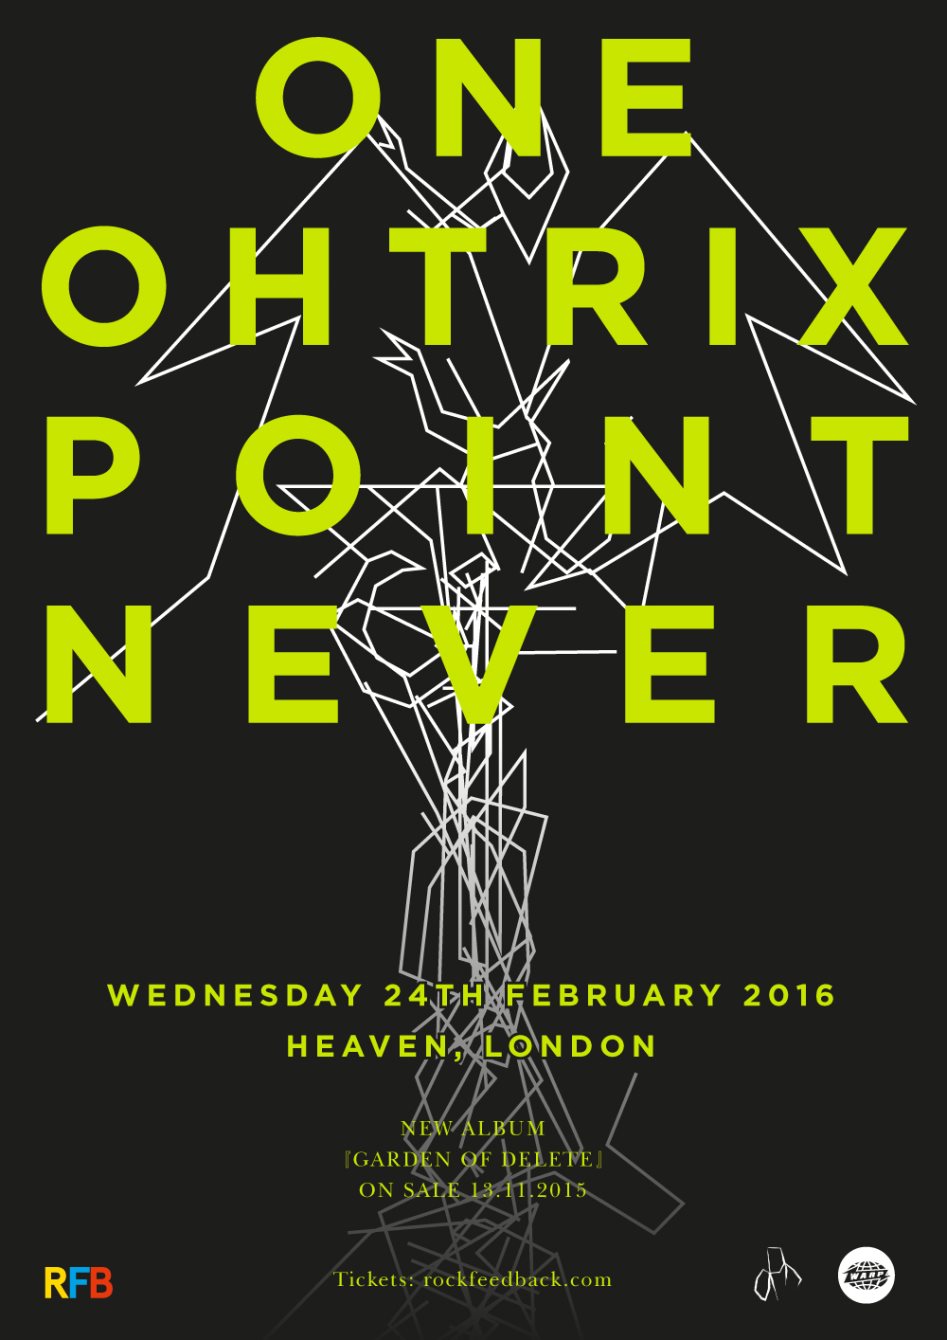 ONE
OHTRIX
POINT
NEVER
WEDNESDAY 24TH FEBRUARY 2016
HEAVEN, LONDON
NEW ALBUM
『GARDEN OF DELETE』
ON SALE 13.11.2015
RFB
Tickets: rockfeedback.com
WARP